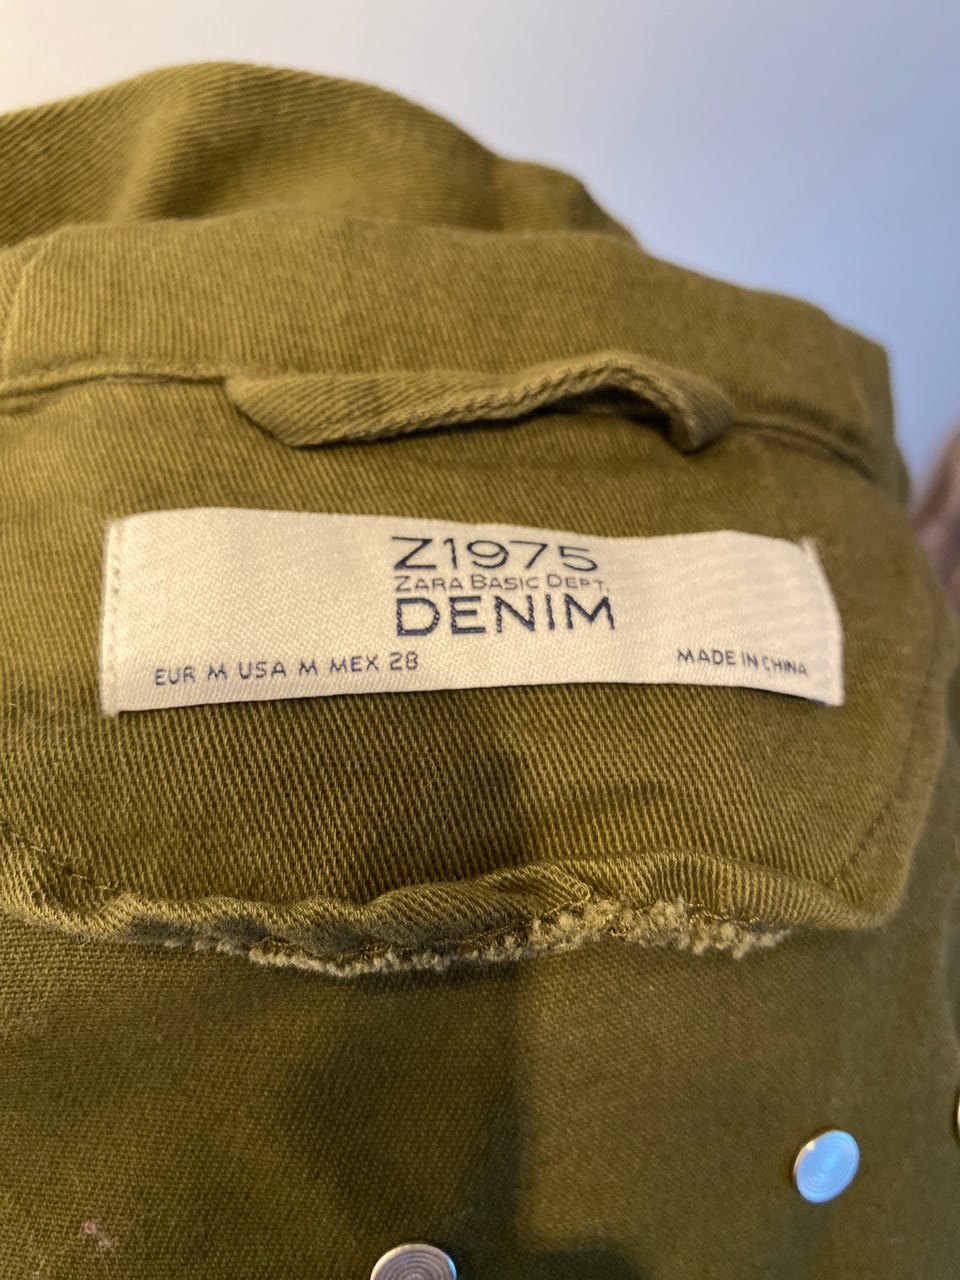 Z1975
ZARA BASIC DEPT.
DENIM
EUR M USA M MEX 28
MADE IN CHINA